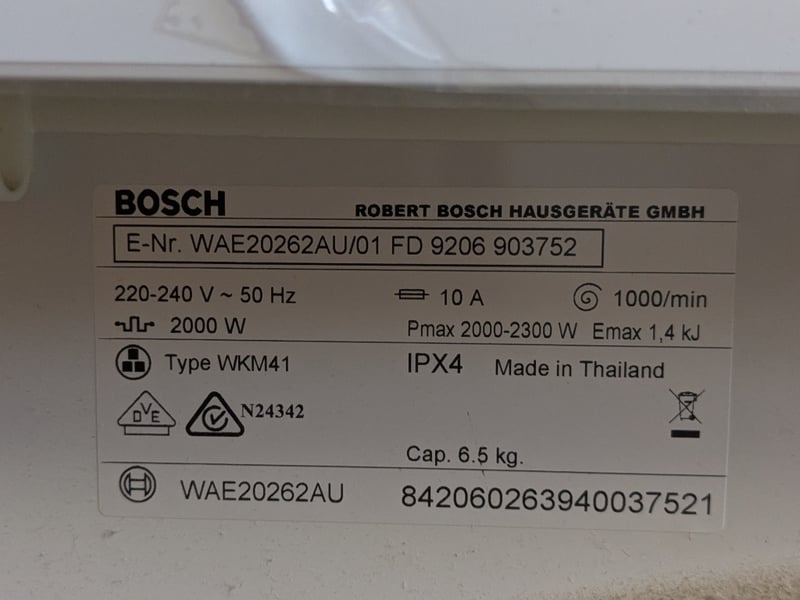 BOSCH
ROBERT BOSCH HAUSGERÄTE GMBH
E-Nr. WAE20262AU/01 FD 9206 903752
220-240 V ~ 50 Hz 10 A 1000/min
2000 W Pmax 2000-2300 W Emax 1,4 kJ
Type WKM41 IPX4 Made in Thailand
DVE N24342
Cap. 6.5 kg.
WAE20262AU 842060263940037521